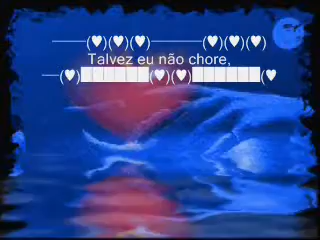 ───(♥)(♥)(♥)────(♥)(♥)(♥)
Talvez eu não chore,
──(♥)██████(♥)(♥)██████(♥